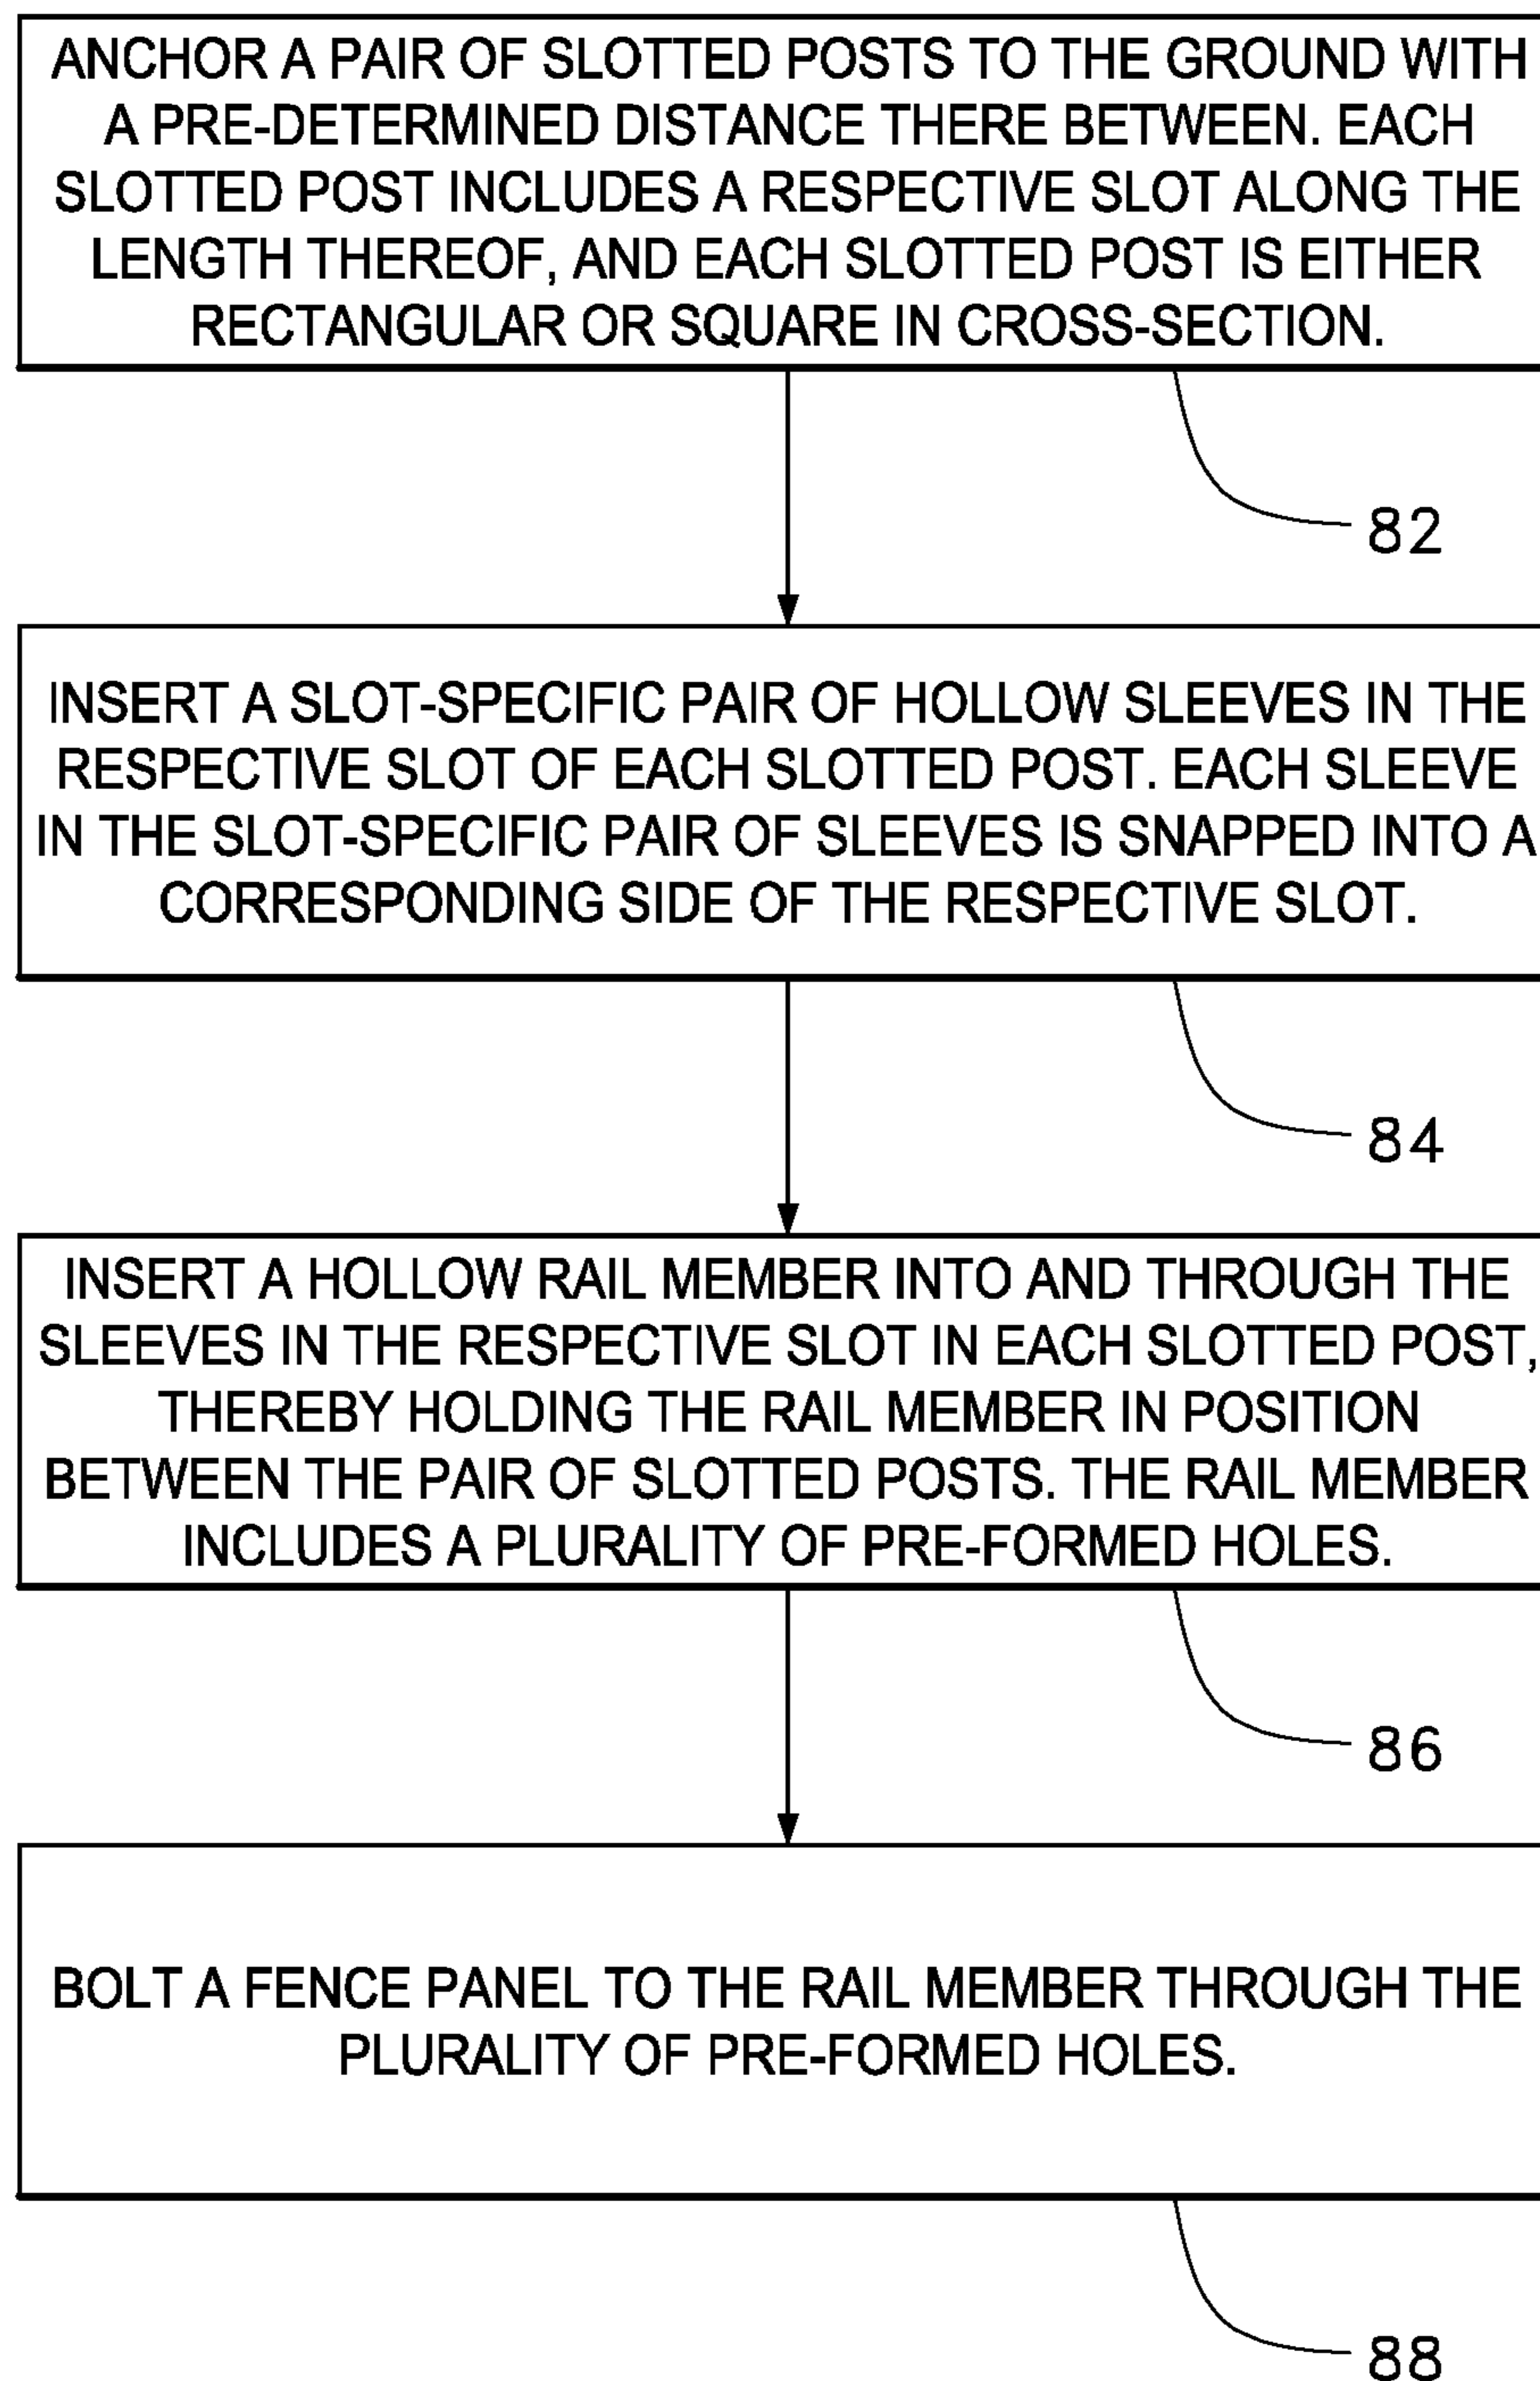 ANCHOR A PAIR OF SLOTTED POSTS TO THE GROUND WITH
A PRE-DETERMINED DISTANCE THERE BETWEEN. EACH
SLOTTED POST INCLUDES A RESPECTIVE SLOT ALONG THE
LENGTH THEREOF, AND EACH SLOTTED POST IS EITHER
RECTANGULAR OR SQUARE IN CROSS-SECTION.
82
INSERT A SLOT-SPECIFIC PAIR OF HOLLOW SLEEVES IN THE
RESPECTIVE SLOT OF EACH SLOTTED POST. EACH SLEEVE
IN THE SLOT-SPECIFIC PAIR OF SLEEVES IS SNAPPED INTO A
CORRESPONDING SIDE OF THE RESPECTIVE SLOT.
84
INSERT A HOLLOW RAIL MEMBER INTO AND THROUGH THE
SLEEVES IN THE RESPECTIVE SLOT IN EACH SLOTTED POST,
THEREBY HOLDING THE RAIL MEMBER IN POSITION
BETWEEN THE PAIR OF SLOTTED POSTS. THE RAIL MEMBER
INCLUDES A PLURALITY OF PRE-FORMED HOLES.
86
BOLT A FENCE PANEL TO THE RAIL MEMBER THROUGH THE
PLURALITY OF PRE-FORMED HOLES.
88